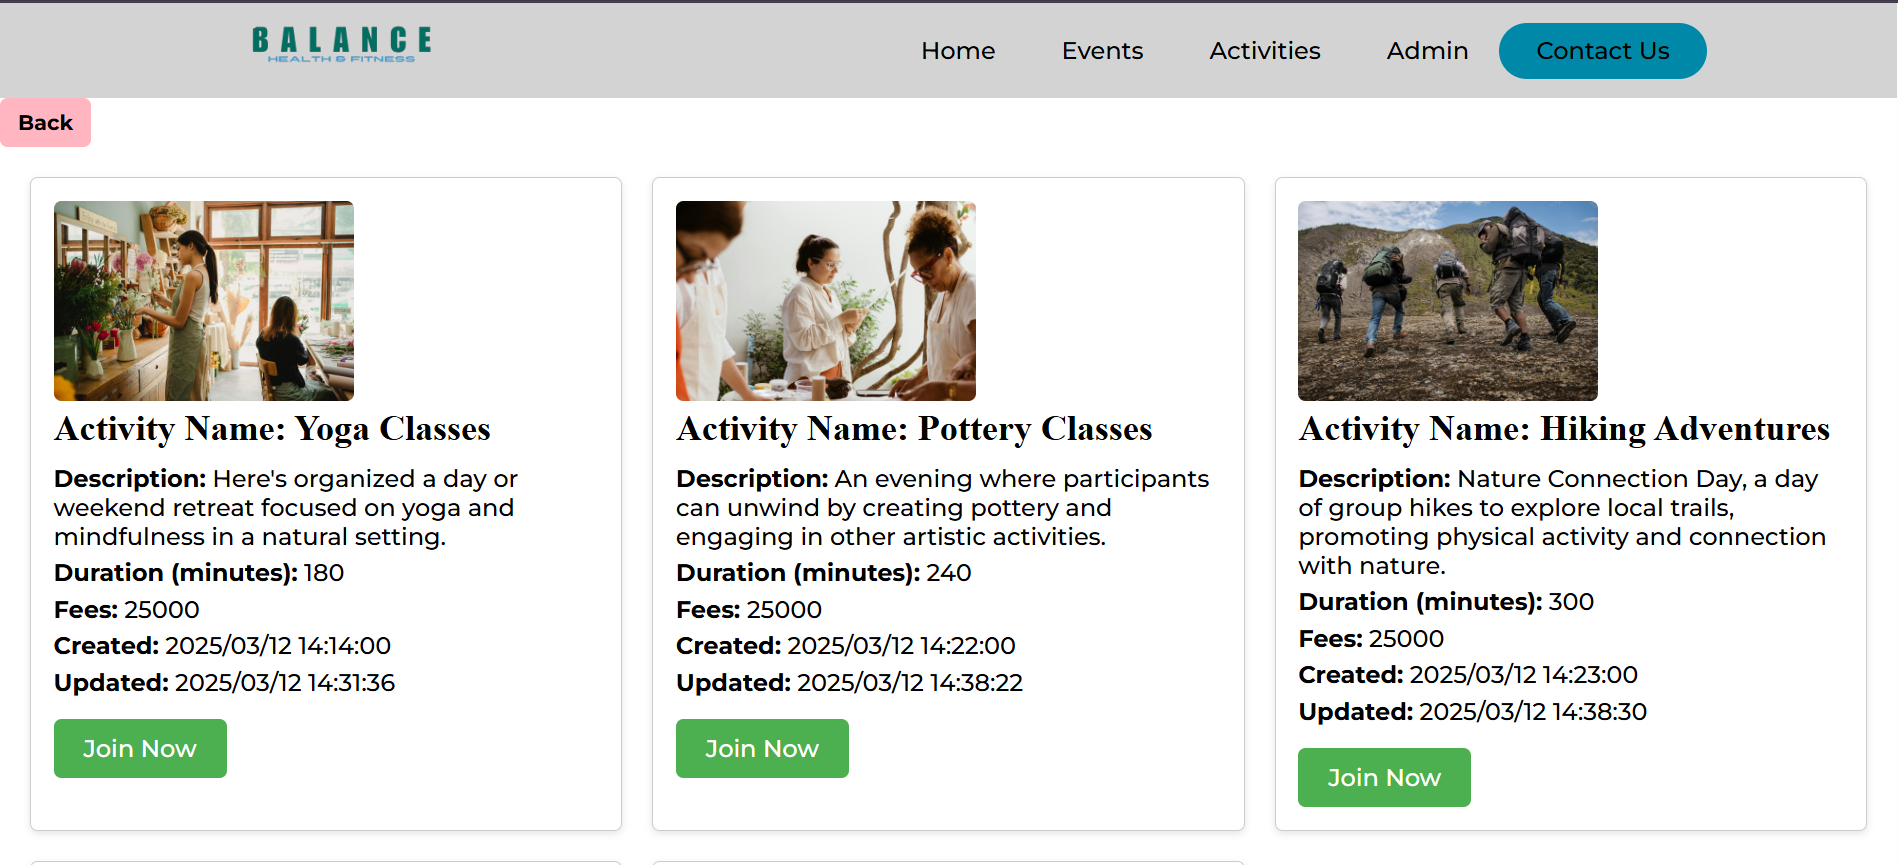 BALANCE
HEALTH & FITNESS
Home
Events
Activities
Admin
Contact Us
Back
Activity Name: Yoga Classes
Description: Here's organized a day or
weekend retreat focused on yoga and
mindfulness in a natural setting.
Duration (minutes): 180
Fees: 25000
Created: 2025/03/12 14:14:00
Updated: 2025/03/12 14:31:36
Join Now
Activity Name: Pottery Classes
Description: An evening where participants
can unwind by creating pottery and
engaging in other artistic activities.
Duration (minutes): 240
Fees: 25000
Created: 2025/03/12 14:22:00
Updated: 2025/03/12 14:38:22
Join Now
Activity Name: Hiking Adventures
Description: Nature Connection Day, a day
of group hikes to explore local trails,
promoting physical activity and connection
with nature.
Duration (minutes): 300
Fees: 25000
Created: 2025/03/12 14:23:00
Updated: 2025/03/12 14:38:30
Join Now